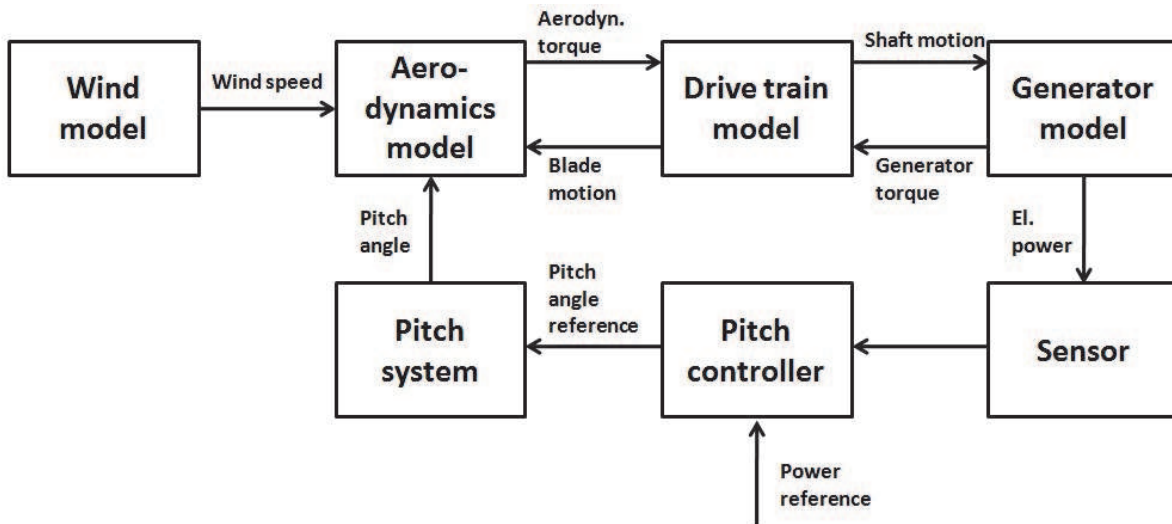 Wind
model
Wind speed
Aero-
dynamics
model
Aerodyn.
torque
Blade
motion
Drive train
model
Shaft motion
Generator
torque
Generator
model
El.
power
Pitch
angle
Pitch
system
Pitch
angle
reference
Pitch
controller
Sensor
Power
reference